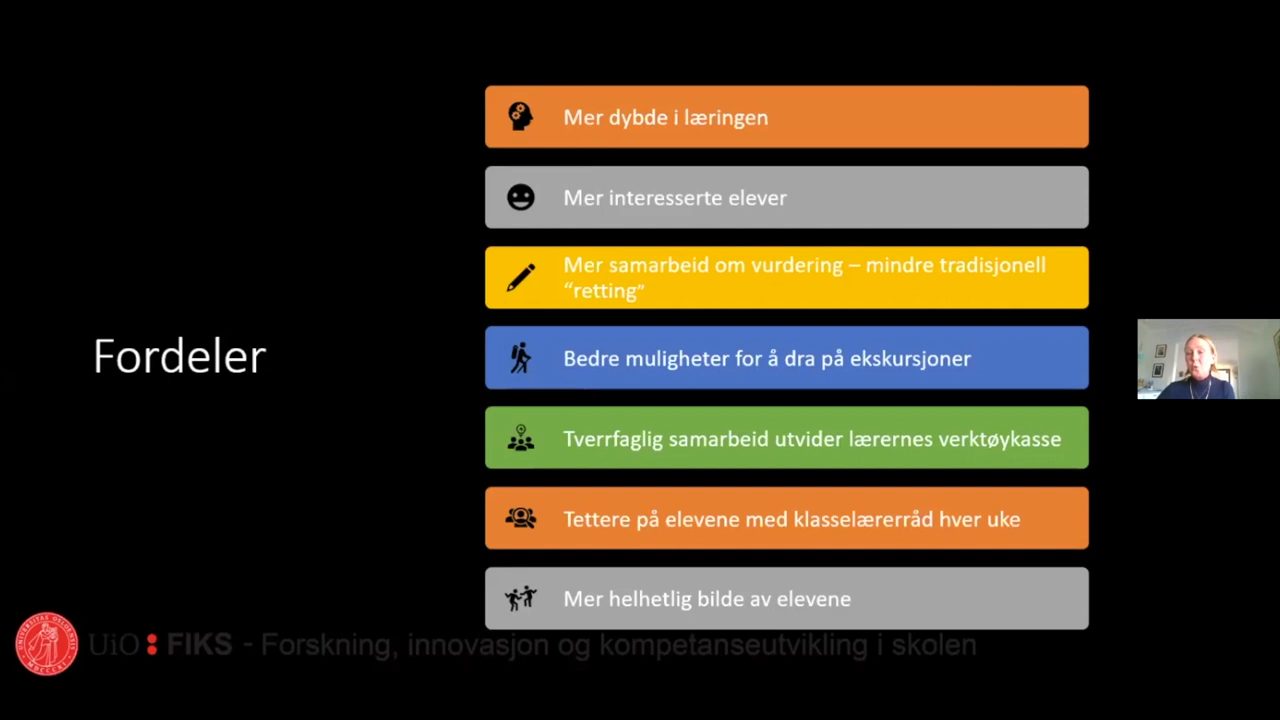 Fordeler
Mer dybde i læringen
Mer interesserte elever
Mer samarbeid om vurdering – mindre tradisjonell
“retting”
Bedre muligheter for å dra på ekskursjoner
Tverrfaglig samarbeid utvider lærernes verktøykasse
Tettere på elevene med klasselærerråd hver uke
Mer helhetlig bilde av elevene
UiO : FIKS - Forskning, innovasjon og kompetanseutvikling i skolen